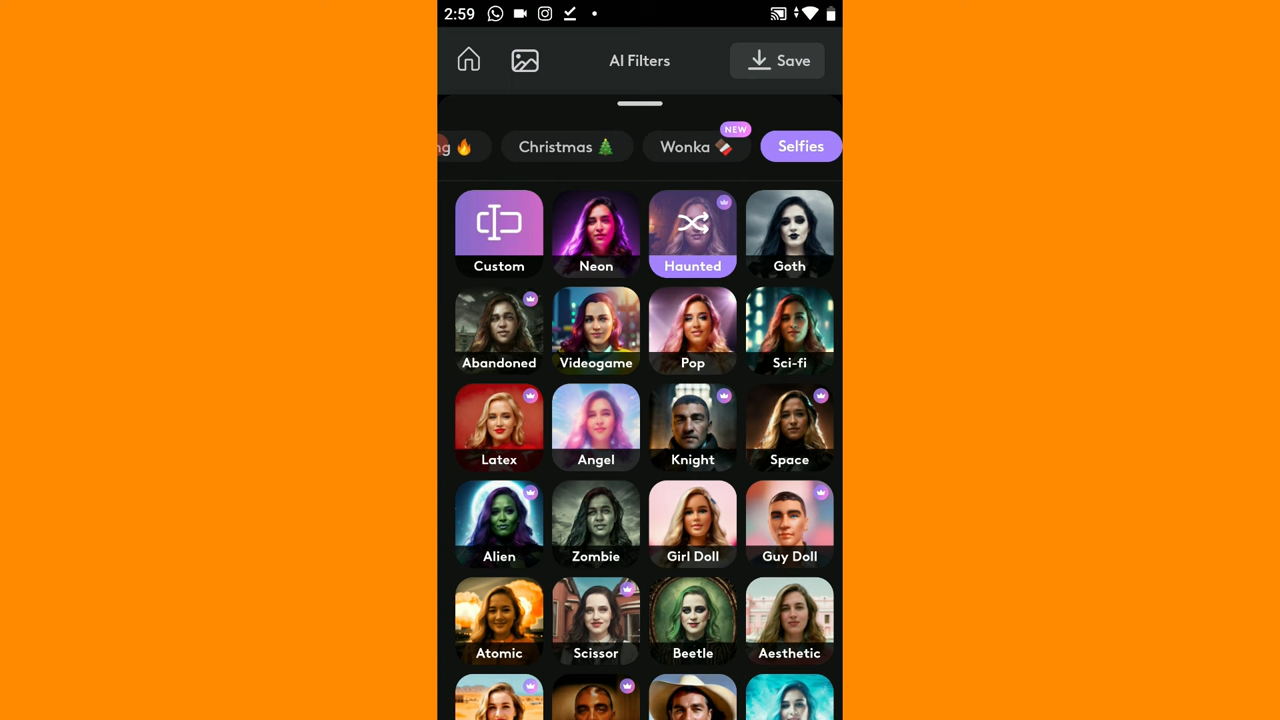 2:59
AI Filters
Save
ng 🔥
Christmas 🎄
Wonka 🍫
NEW
Selfies
Custom
Neon
Haunted
Goth
Abandoned
Videogame
Pop
Sci-fi
Latex
Angel
Knight
Space
Alien
Zombie
Girl Doll
Guy Doll
Atomic
Scissor
Beetle
Aesthetic